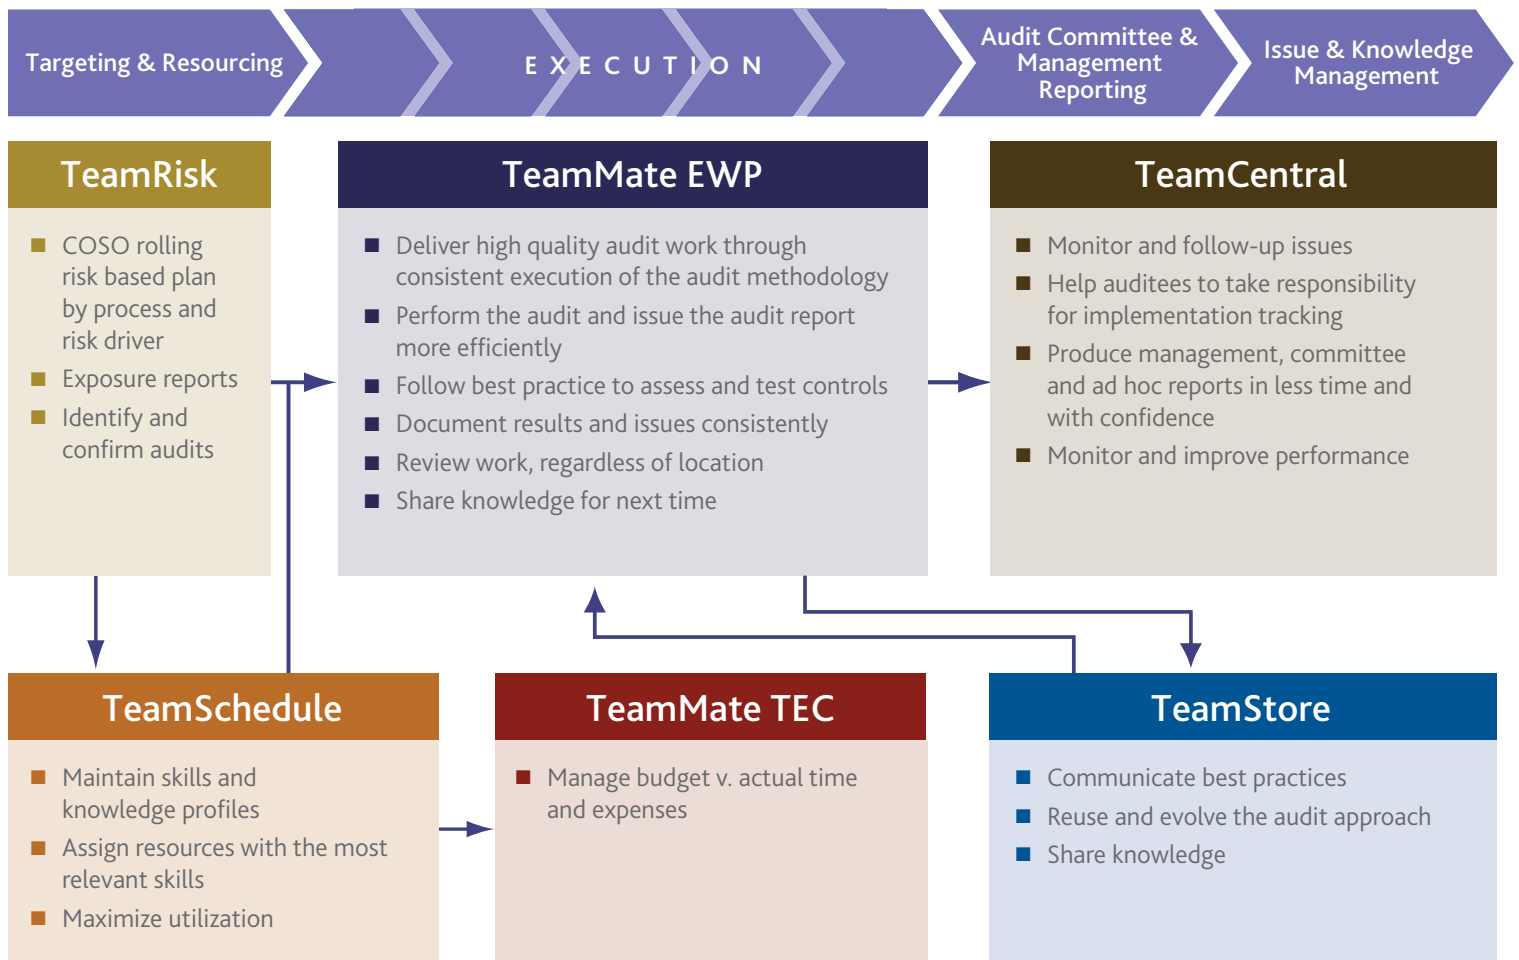 Targeting & Resourcing
EXECUTION
Audit Committee &
Management
Reporting
Issue & Knowledge
Management
TeamRisk
COSO rolling
risk based plan
by process and
risk driver
Exposure reports
Identify and
confirm audits
TeamMate EWP
Deliver high quality audit work through
consistent execution of the audit methodology
Perform the audit and issue the audit report
more efficiently
Follow best practice to assess and test controls
Document results and issues consistently
Review work, regardless of location
Share knowledge for next time
TeamCentral
Monitor and follow-up issues
Help auditees to take responsibility
for implementation tracking
Produce management, committee
and ad hoc reports in less time and
with confidence
Monitor and improve performance
TeamSchedule
Maintain skills and
knowledge profiles
Assign resources with the most
relevant skills
Maximize utilization
TeamMate TEC
Manage budget v. actual time
and expenses
TeamStore
Communicate best practices
Reuse and evolve the audit approach
Share knowledge